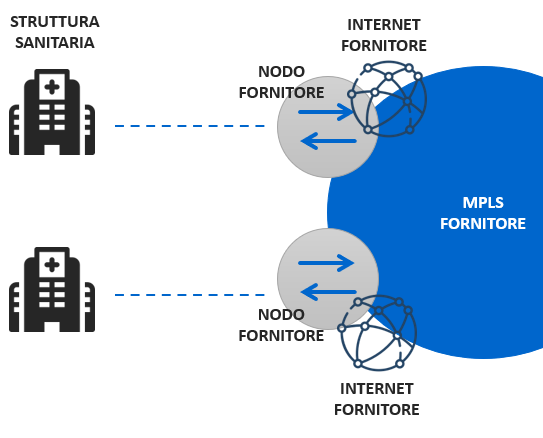 STRUTTURA
SANITARIA
INTERNET
FORNITORE
NODO
FORNITORE
MPLS
FORNITORE
NODO
FORNITORE
INTERNET
FORNITORE